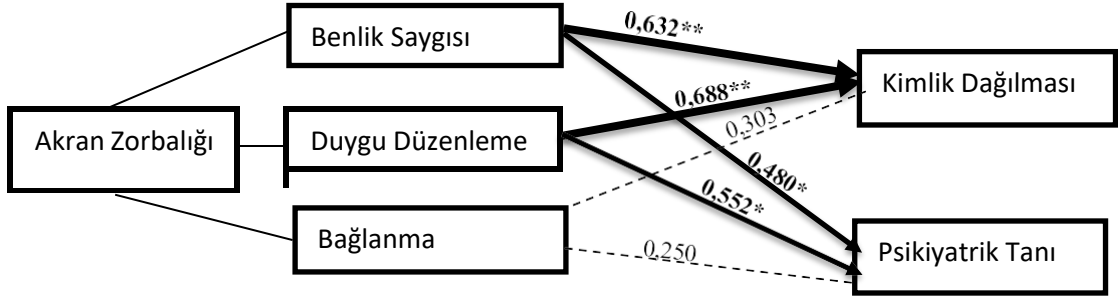 Benlik Saygısı
0,632**
Kimlik Dağılması
0,688**
Akran Zorbalığı
Duygu Düzenleme
0,303
0,480*
0,552*
Bağlanma
0,250
Psikiyatrik Tanı